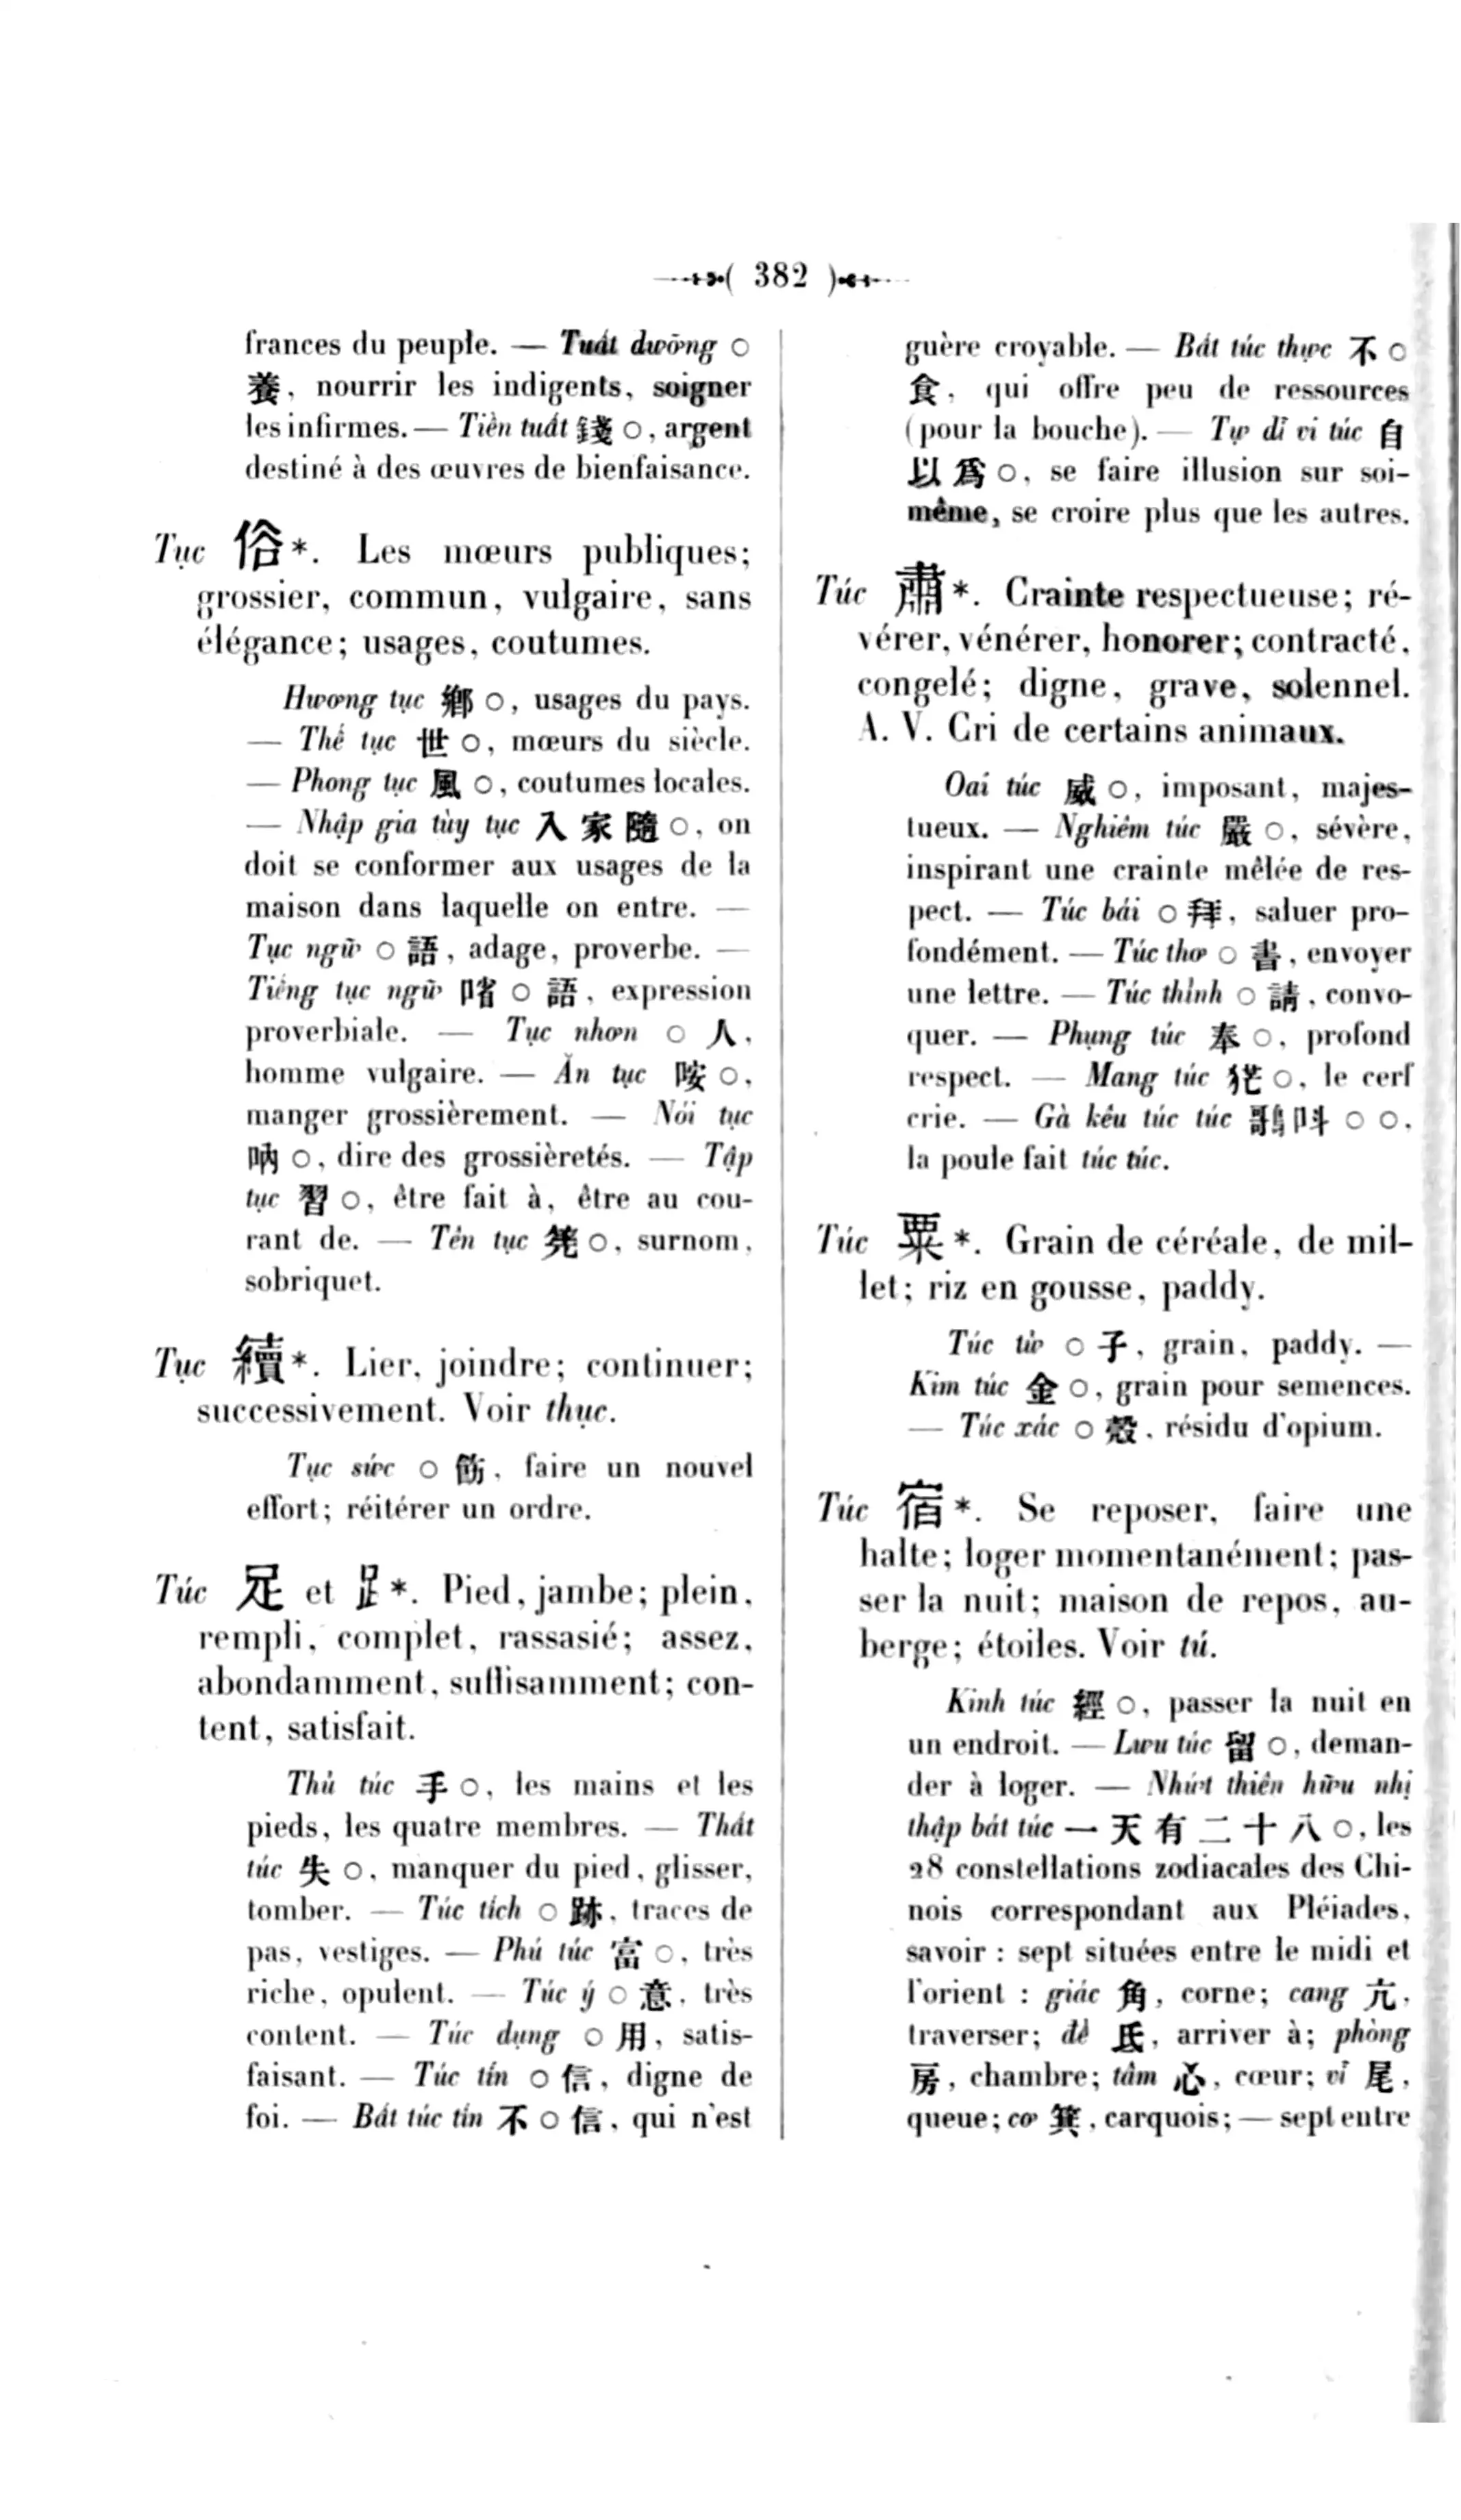 ( 382 )
frances du peuple. — Tuất dưỡng ○
養, nourrir les indigents, soigner
les infirmes. — Tiền tuất 錢 ○, argent
destiné à des œuvres de bienfaisance.
Tục 俗*. Les mœurs publiques;
grossier, commun, vulgaire, sans
élégance; usages, coutumes.
Hương tục 鄉 ○, usages du pays.
— Thế tục 世 ○, mœurs du siècle.
— Phong tục 風 ○, coutumes locales.
— Nhập gia tùy tục 入 家 隨 ○, on
doit se conformer aux usages de la
maison dans laquelle on entre. —
Tục ngữ ○ 語, adage, proverbe. —
Tiếng tục ngữ 㗂 ○ 語, expression
proverbiale. — Tục nhơn ○ 人,
homme vulgaire. — Ăn tục 咹 ○,
manger grossièrement. — Nói tục
吶 ○, dire des grossièretés. — Tập
tục 習 ○, être fait à, être au cou-
rant de. — Tên tục ○, surnom,
sobriquet.
Tục 續*. Lier, joindre; continuer;
successivement. Voir thục.
Tục sức ○ 飭, faire un nouvel
effort; réitérer un ordre.
Túc 足 et ⻊*. Pied, jambe; plein,
rempli, complet, rassasié; assez,
abondamment, suffisamment; con-
tent, satisfait.
Thủ túc 手 ○, les mains et les
pieds, les quatre membres. — Thất
túc 失 ○, manquer du pied, glisser,
tomber. — Túc tích ○ 跡, traces de
pas, vestiges. — Phú túc 富 ○, très
riche, opulent. — Túc ý ○ 意, très
content. — Túc dụng ○ 用, satis-
faisant. — Túc tín ○ 信, digne de
foi. — Bất túc tín 不 ○ 信, qui n'est
guère croyable. — Bất túc thực 不 ○
食, qui offre peu de ressources
(pour la bouche). — Tự dĩ vi túc 自
以 爲 ○, se faire illusion sur soi-
même, se croire plus que les autres.
Túc 肅*. Crainte respectueuse; ré-
vérer, vénérer, honorer; contracté,
congelé; digne, grave, solennel.
A. V. Cri de certains animaux.
Oai túc 威 ○, imposant, majes-
tueux. — Nghiêm túc 嚴 ○, sévère,
inspirant une crainte mêlée de res-
pect. — Túc bái ○ 拜, saluer pro-
fondément. — Túc thơ ○ 書, envoyer
une lettre. — Túc thỉnh ○ 請, convo-
quer. — Phụng túc 奉 ○, profond
respect. — Mang túc 㹑 ○, le cerf
crie. — Gà kêu túc túc 鵶 呌 ○ ○,
la poule fait túc túc.
Túc 粟*. Grain de céréale, de mil-
let; riz en gousse, paddy.
Túc tử ○ 子, grain, paddy. —
Kim túc 金 ○, grain pour semences.
— Túc xác ○ 殼, résidu d'opium.
Túc 宿*. Se reposer, faire une
halte; loger momentanément; pas-
ser la nuit; maison de repos, au-
berge; étoiles. Voir tú.
Kinh túc 經 ○, passer la nuit en
un endroit. — Lưu túc 留 ○, deman-
der à loger. — Nhứt thiên hữu nhị
thập bát túc 一 天 有 二 十 八 ○, les
28 constellations zodiacales des Chi-
nois correspondant aux Pléiades,
savoir : sept situées entre le midi et
l'orient : giác 角, corne; cang 亢,
traverser; đê 氐, arriver à; phòng
房, chambre; tâm 心, cœur; vĩ 尾,
queue; cơ 箕, carquois; — sept entre